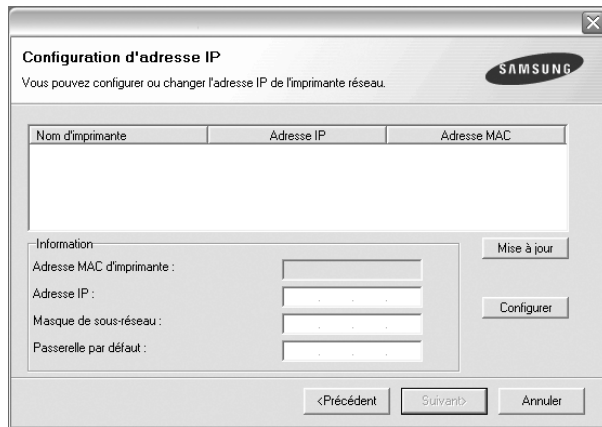 Configuration d'adresse IP
Vous pouvez configurer ou changer l'adresse IP de l'imprimante réseau.
SAMSUNG
Nom d'imprimante Adresse IP Adresse MAC
Information
Mise à jour
Adresse MAC d'imprimante :
Adresse IP :
Configurer
Masque de sous-réseau :
Passerelle par défaut :
<Précédent Suivant> Annuler